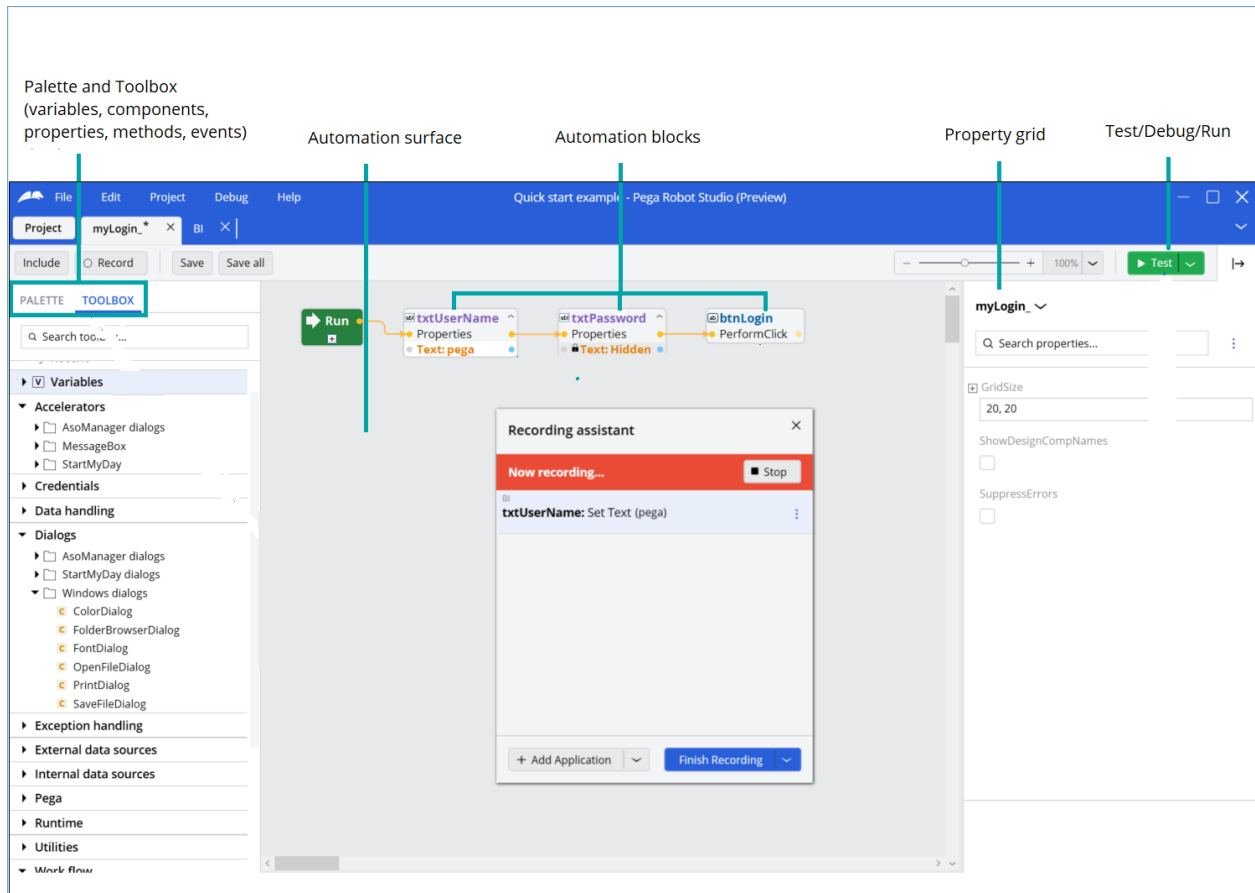 Palette and Toolbox
(variables, components,
properties, methods, events)
Automation surface
Automation blocks
Property grid
Test/Debug/Run
File Edit Project Debug Help
Quick start example - Pega Robot Studio (Preview)
Project myLogin_* BI
Include Record Save Save all
100%
Test
PALETTE TOOLBOX
Search
Variables
Accelerators
AsoManager dialogs
MessageBox
StartMyDay
Credentials
Data handling
Dialogs
AsoManager dialogs
StartMyDay dialogs
Windows dialogs
ColorDialog
FolderBrowserDialog
FontDialog
OpenFileDialog
PrintDialog
SaveFileDialog
Exception handling
External data sources
Internal data sources
Pega
Runtime
Utilities
Work flow
Run
txtUserName
Properties
Text: pega
txtPassword
Properties
Text: Hidden
btnLogin
PerformClick
Recording assistant
Now recording...
Stop
BI
txtUserName: Set Text (pega)
+ Add Application
Finish Recording
myLogin_
Search properties...
GridSize
20, 20
ShowDesignCompNames
SuppressErrors